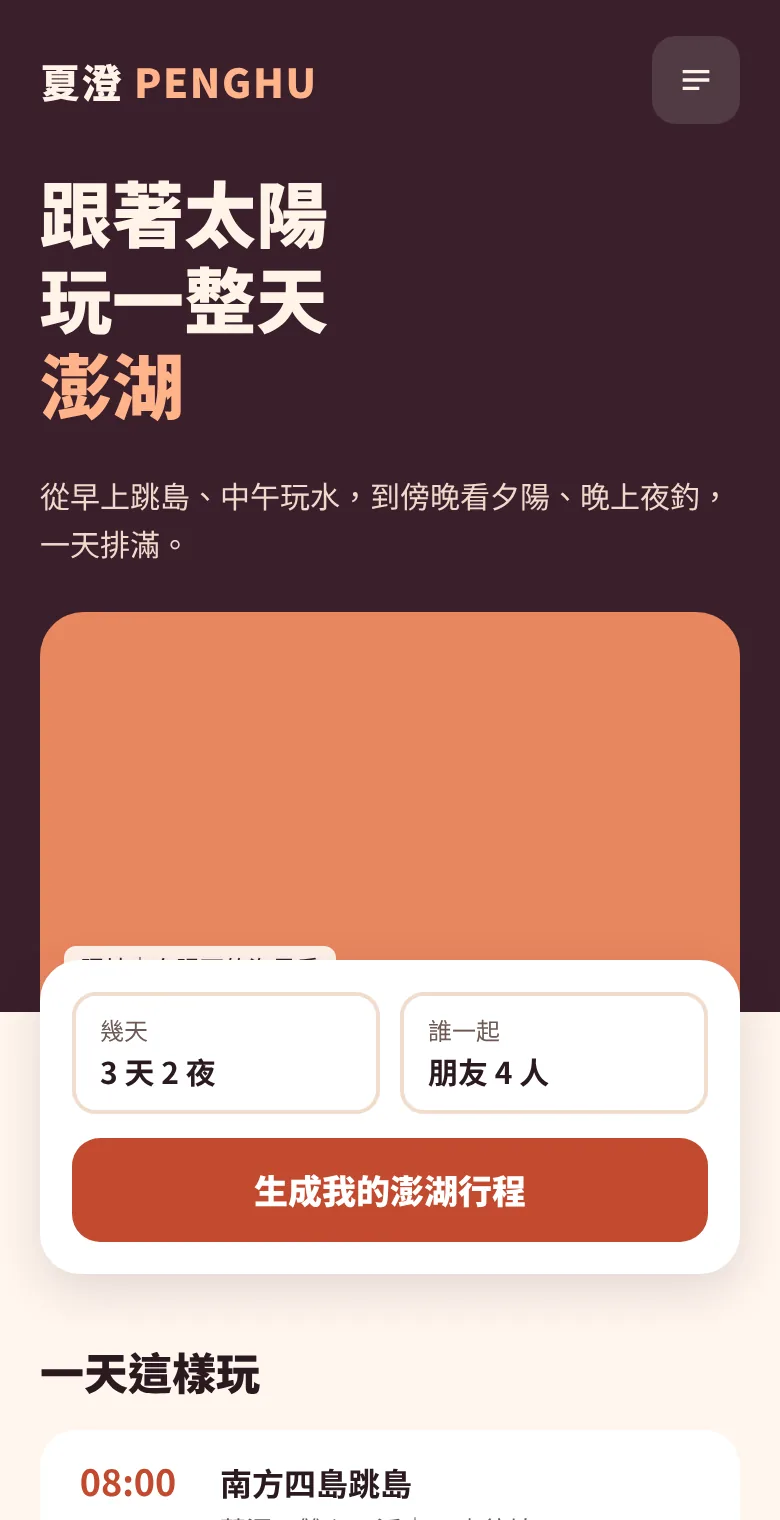 夏澄 PENGHU
跟著太陽
玩一整天
澎湖
從早上跳島、中午玩水，到傍晚看夕陽、晚上夜釣，
一天排滿。
幾天
誰一起
3 天 2 夜
朋友 4 人
生成我的澎湖行程
一天這樣玩
08:00
南方四島跳島